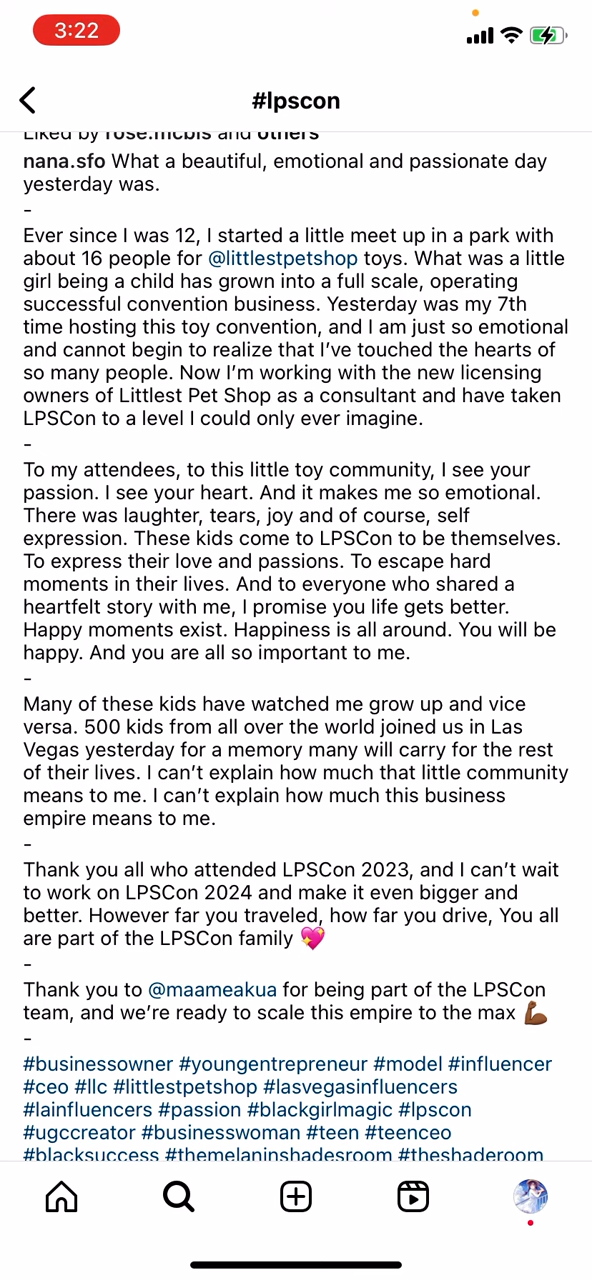 3:22
#lpscon
Liked by rose.mcbis and others
nana.sfo What a beautiful, emotional and passionate day
yesterday was.
-
Ever since I was 12, I started a little meet up in a park with
about 16 people for @littlestpetshop toys. What was a little
girl being a child has grown into a full scale, operating
successful convention business. Yesterday was my 7th
time hosting this toy convention, and I am just so emotional
and cannot begin to realize that I’ve touched the hearts of
so many people. Now I’m working with the new licensing
owners of Littlest Pet Shop as a consultant and have taken
LPSCon to a level I could only ever imagine.
-
To my attendees, to this little toy community, I see your
passion. I see your heart. And it makes me so emotional.
There was laughter, tears, joy and of course, self
expression. These kids come to LPSCon to be themselves.
To express their love and passions. To escape hard
moments in their lives. And to everyone who shared a
heartfelt story with me, I promise you life gets better.
Happy moments exist. Happiness is all around. You will be
happy. And you are all so important to me.
-
Many of these kids have watched me grow up and vice
versa. 500 kids from all over the world joined us in Las
Vegas yesterday for a memory many will carry for the rest
of their lives. I can’t explain how much that little community
means to me. I can’t explain how much this business
empire means to me.
-
Thank you all who attended LPSCon 2023, and I can’t wait
to work on LPSCon 2024 and make it even bigger and
better. However far you traveled, how far you drive, You all
are part of the LPSCon family 💖
-
Thank you to @maameakua for being part of the LPSCon
team, and we’re ready to scale this empire to the max 💪🏾
-
#businessowner #youngentrepreneur #model #influencer
#ceo #llc #littlestpetshop #lasvegasinfluencers
#lainfluencers #passion #blackgirlmagic #lpscon
#ugccreator #businesswoman #teen #teenceo
#blacksuccess #themelaninshadesroom #theshaderoom